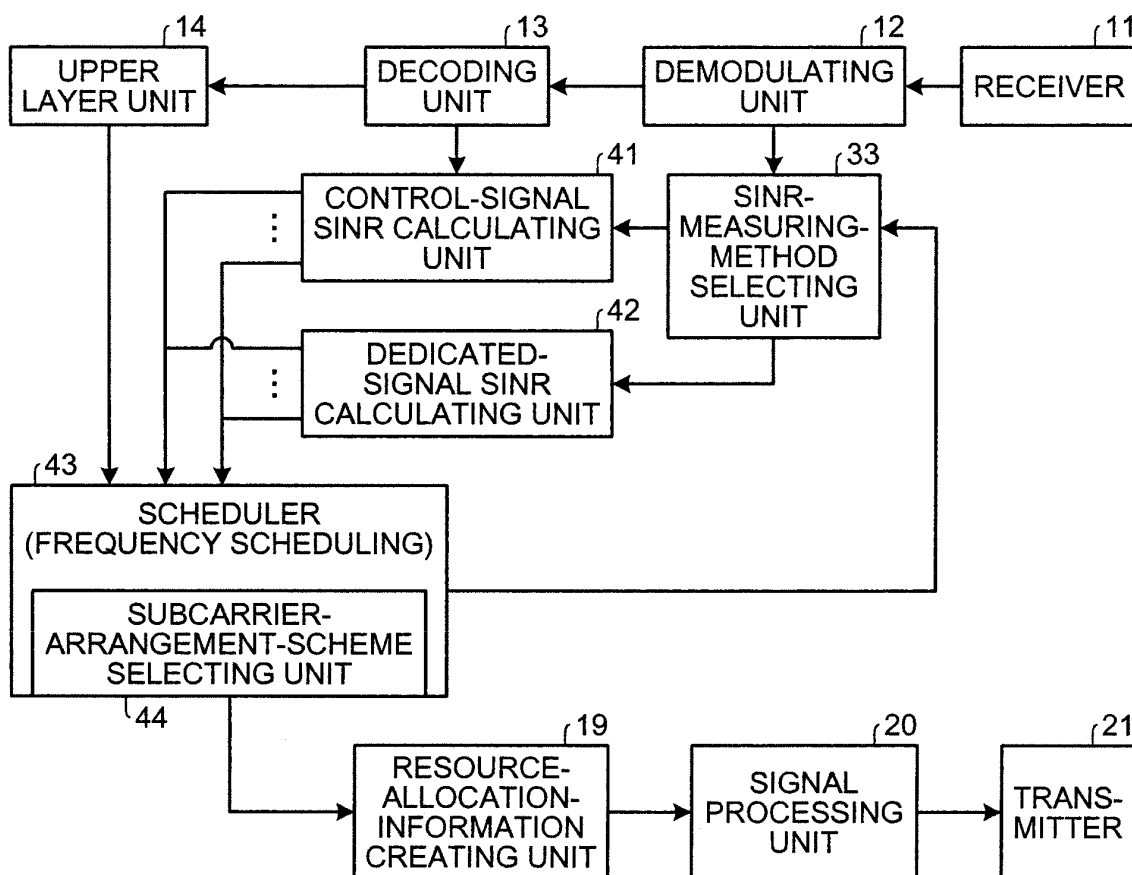 14
13
12
11
UPPER
LAYER UNIT
DECODING
UNIT
DEMODULATING
UNIT
RECEIVER
41
33
CONTROL-SIGNAL
SINR CALCULATING
UNIT
SINR-
MEASURING-
METHOD
SELECTING
UNIT
42
DEDICATED-
SIGNAL SINR
CALCULATING UNIT
43
SCHEDULER
(FREQUENCY SCHEDULING)
SUBCARRIER-
ARRANGEMENT-SCHEME
SELECTING UNIT
44
19
20
21
RESOURCE-
ALLOCATION-
INFORMATION
CREATING UNIT
SIGNAL
PROCESSING
UNIT
TRANS-
MITTER